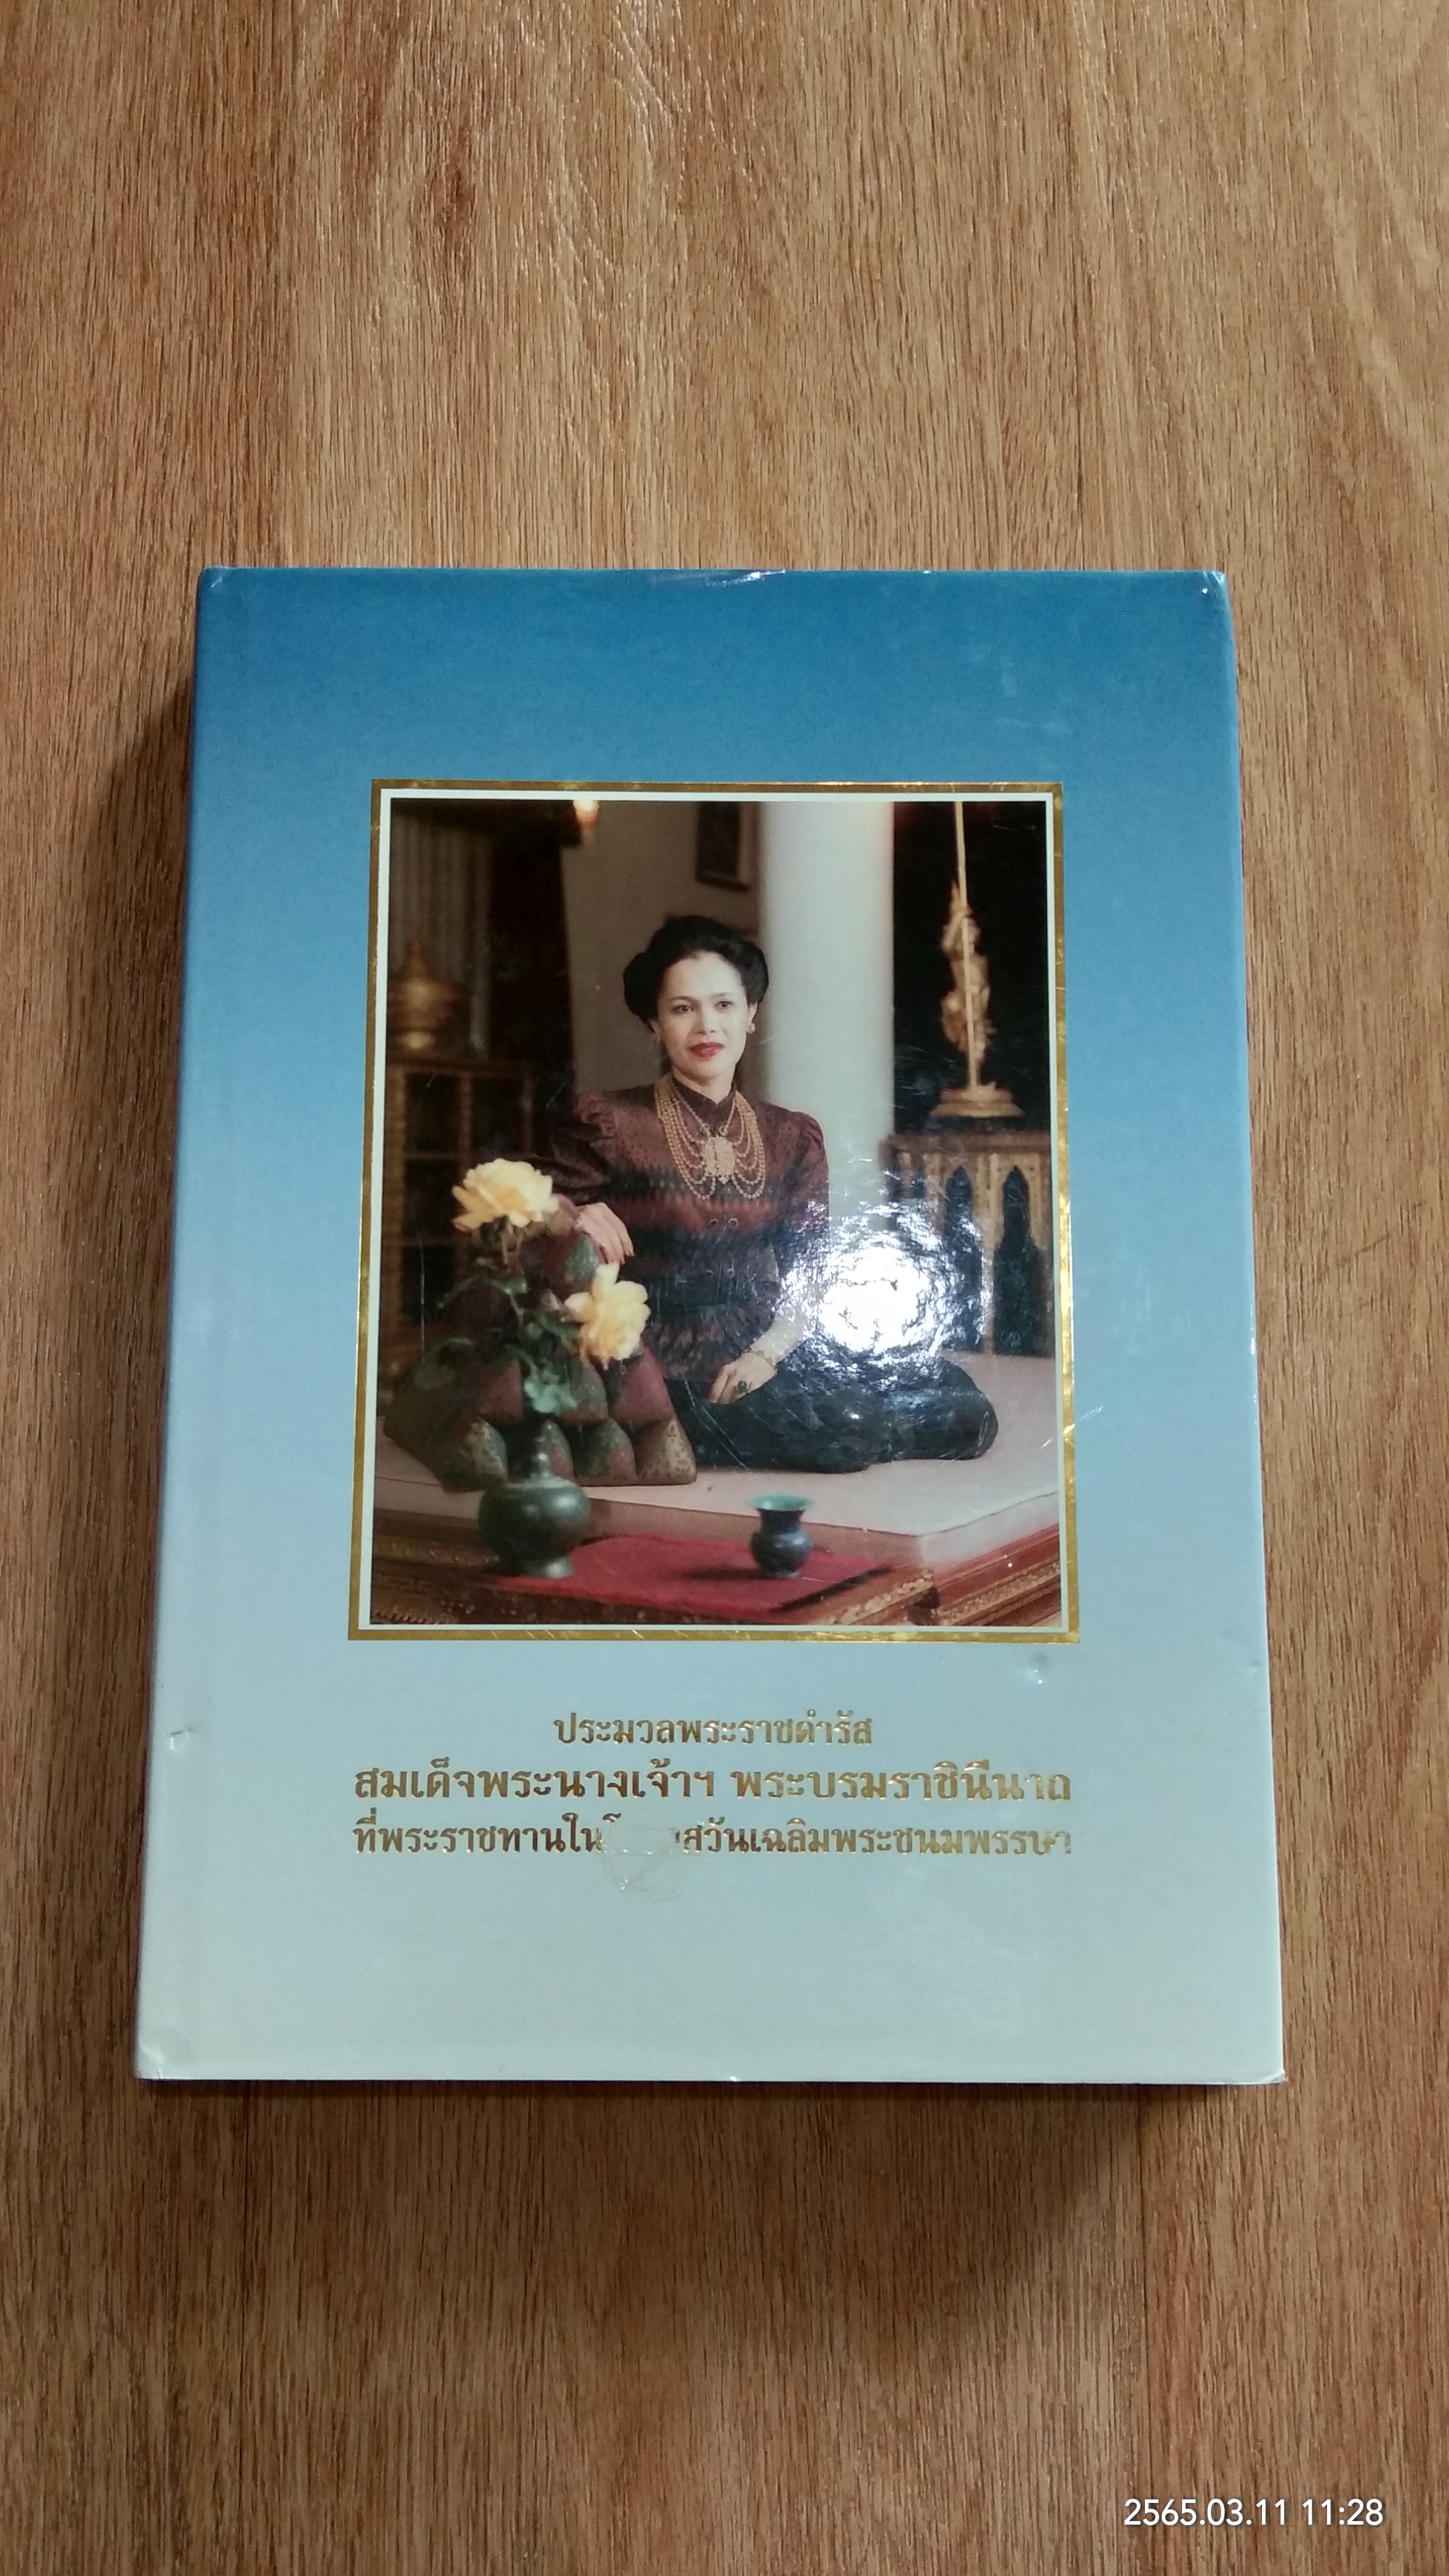 ประมวลพระราชดำรัส
สมเด็จพระนางเจ้าฯ พระบรมราชินีนาถ
ที่พระราชทานใน วันเฉลิมพระชนมพรรษา
2565.03.11 11:28